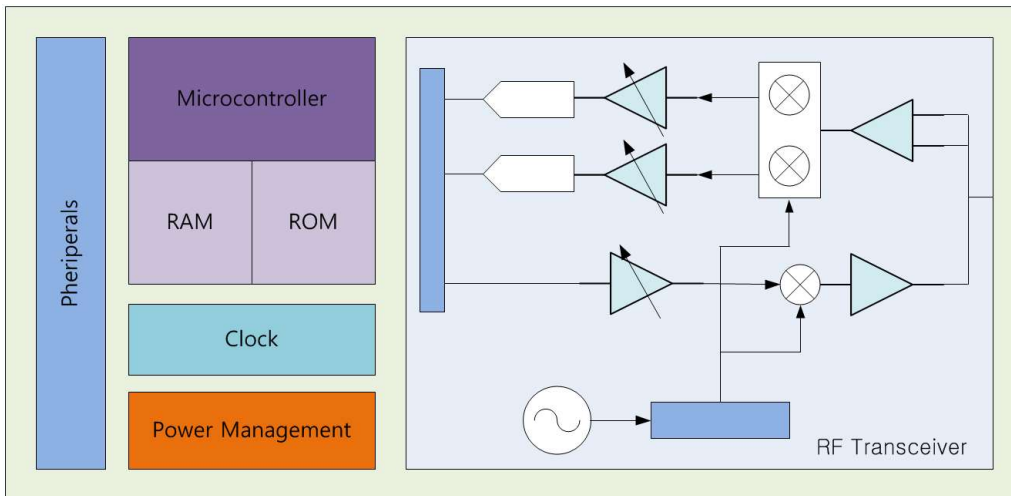 Pheriperals
Microcontroller
RAM
ROM
Clock
Power Management
RF Transceiver